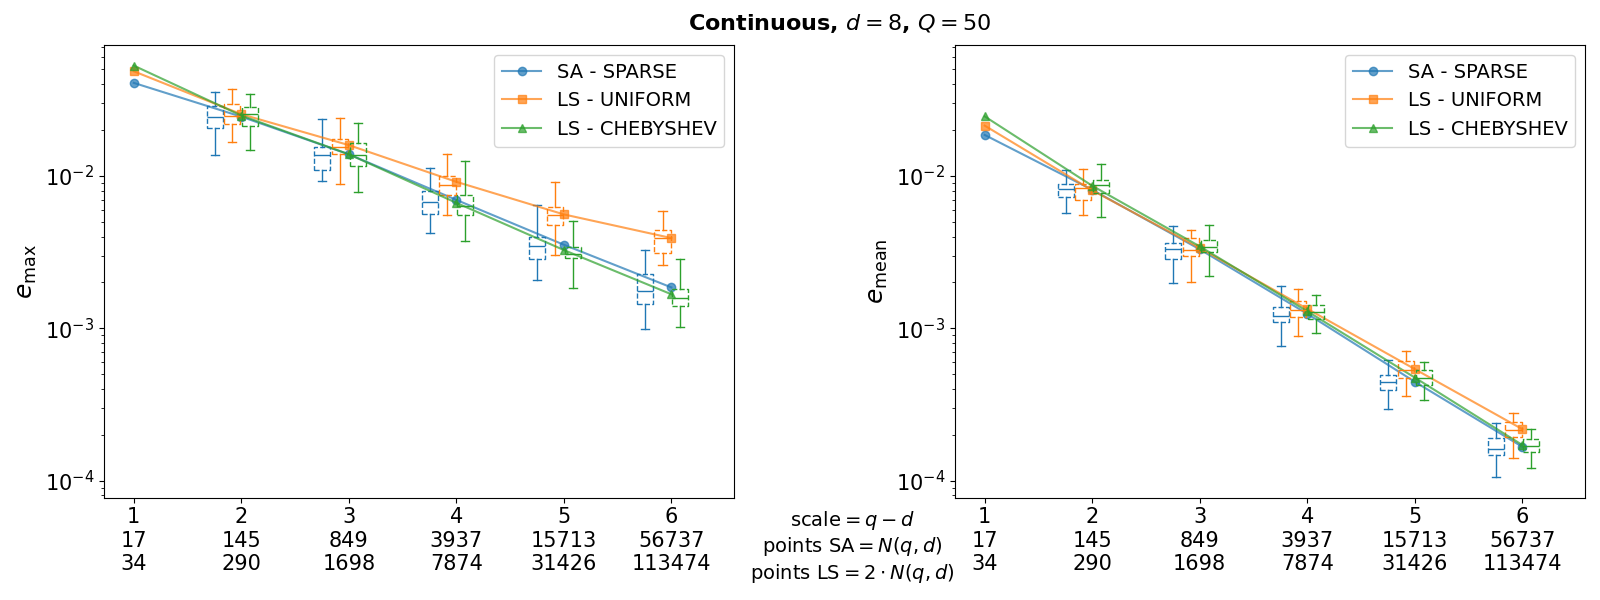 Continuous, d = 8, Q = 50
SA - SPARSE
LS - UNIFORM
LS - CHEBYSHEV
e_max
10^{-2}
10^{-3}
10^{-4}
1 2 3 4 5 6
17 145 849 3937 15713 56737
34 290 1698 7874 31426 113474
scale = q − d
points SA = N(q, d)
points LS = 2 · N(q, d)
SA - SPARSE
LS - UNIFORM
LS - CHEBYSHEV
e_mean
10^{-2}
10^{-3}
10^{-4}
1 2 3 4 5 6
17 145 849 3937 15713 56737
34 290 1698 7874 31426 113474